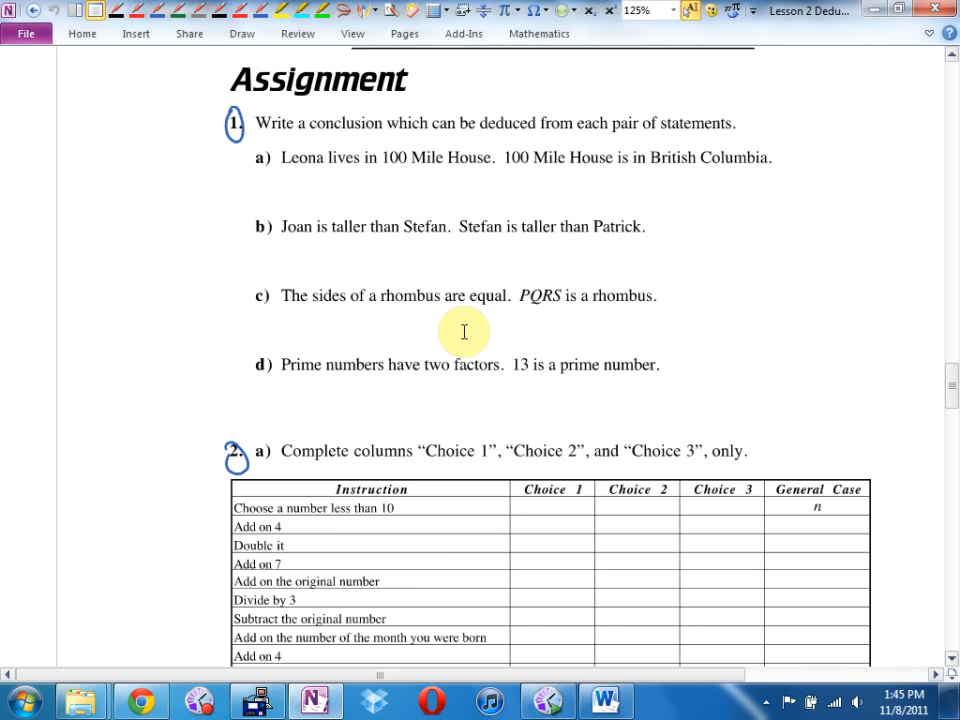 125%
Lesson 2 Dedu...
File Home Insert Share Draw Review View Pages Add-Ins Mathematics
Assignment
1. Write a conclusion which can be deduced from each pair of statements.
a) Leona lives in 100 Mile House. 100 Mile House is in British Columbia.
b) Joan is taller than Stefan. Stefan is taller than Patrick.
c) The sides of a rhombus are equal. PQRS is a rhombus.
d) Prime numbers have two factors. 13 is a prime number.
2. a) Complete columns “Choice 1”, “Choice 2”, and “Choice 3”, only.
Instruction Choice 1 Choice 2 Choice 3 General Case
Choose a number less than 10 n
Add on 4
Double it
Add on 7
Add on the original number
Divide by 3
Subtract the original number
Add on the number of the month you were born
Add on 4
1:45 PM
11/8/2011